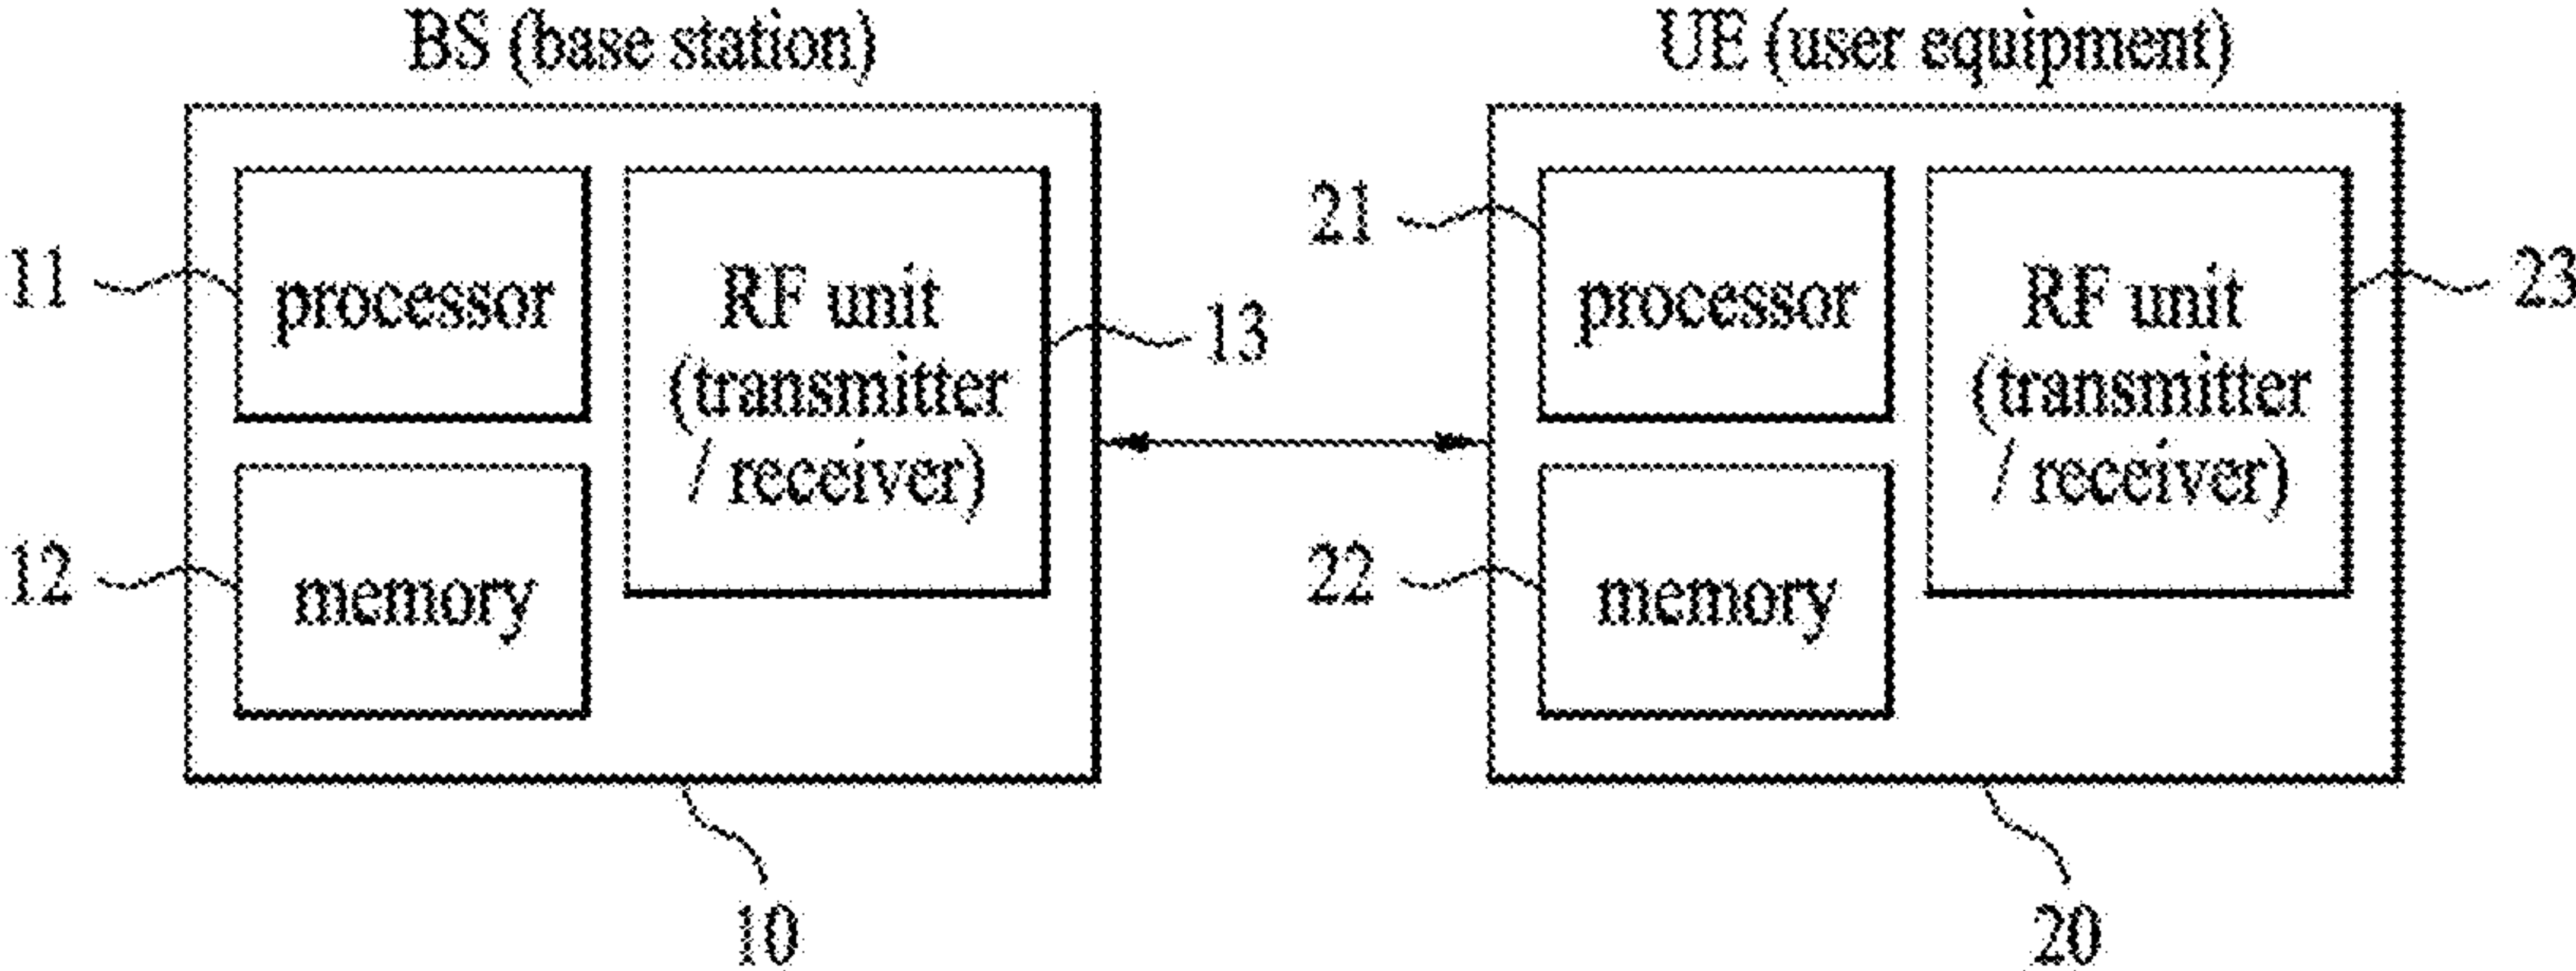 BS (base station)
UE (user equipment)
11
processor
RF unit
(transmitter
/ receiver)
13
12
memory
10
21
processor
RF unit
(transmitter
/ receiver)
23
22
memory
20